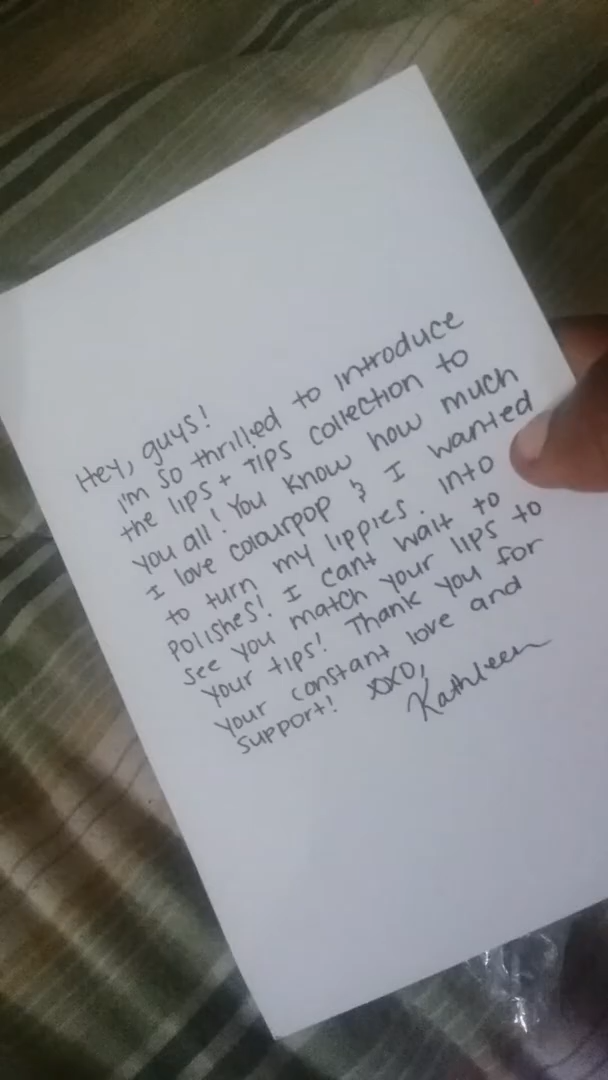 Hey, guys!
I'm so thrilled to introduce
the lips + tips collection to
you all! You know how much
I love colourpop & I wanted
to turn my lippies. into
polishes! I cant wait to
see you match your lips to
your tips! Thank you for
your constant love and
support! xoxo,
Kathleen